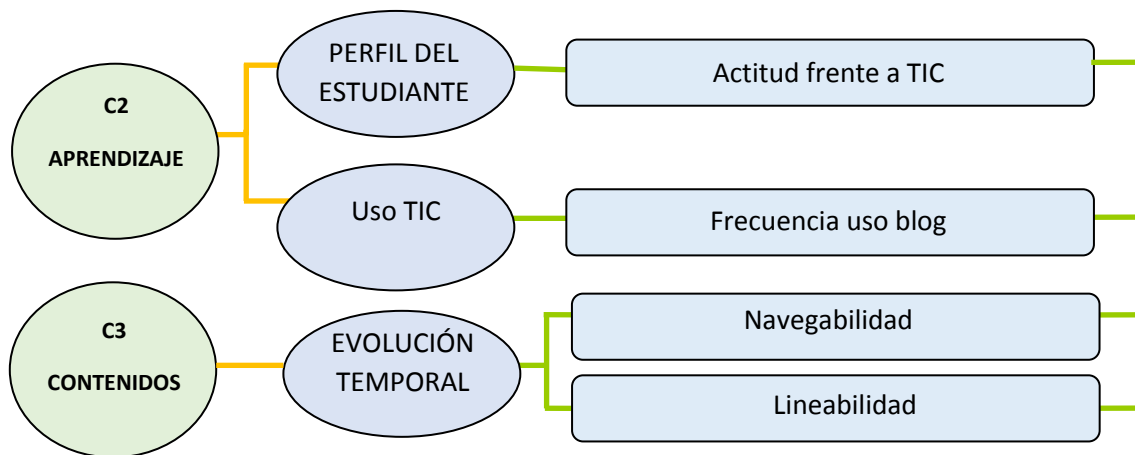 C2
APRENDIZAJE
PERFIL DEL
ESTUDIANTE
Actitud frente a TIC
Uso TIC
Frecuencia uso blog
C3
CONTENIDOS
EVOLUCIÓN
TEMPORAL
Navegabilidad
Lineabilidad